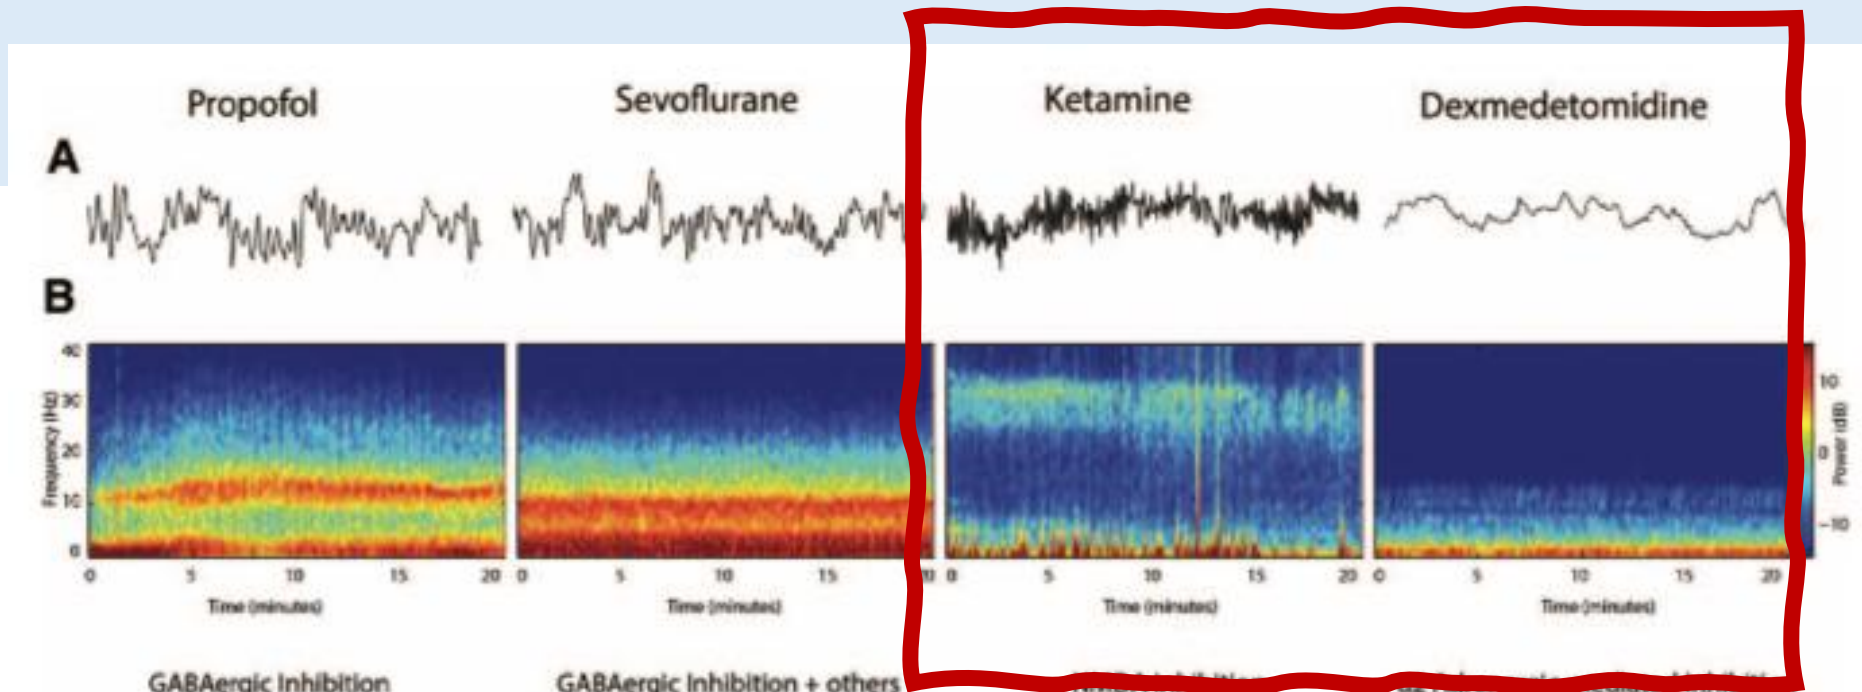 Propofol
Sevoflurane
Ketamine
Dexmedetomidine
A
B
40
30
20
10
0
Frequency (Hz)
0 5 10 15 20
Time (minutes)
0 5 15
Time (minutes)
0 5 10 15 20
Time (minutes)
0 5 10 15 20
Time (minutes)
10
0
-10
Power (dB)
GABAergic Inhibition
GABAergic Inhibition + others